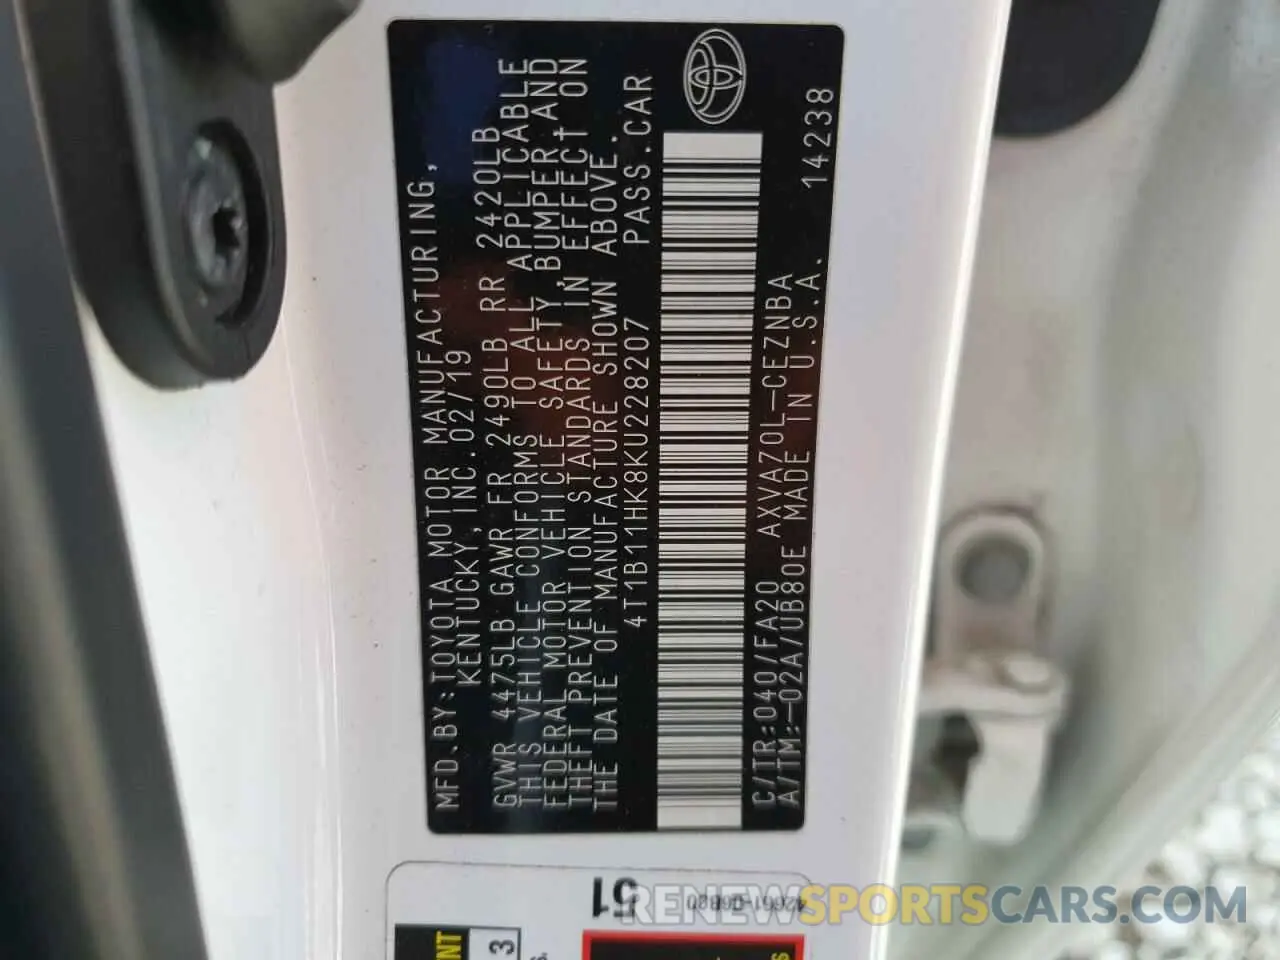 MFD.BY:TOYOTA MOTOR MANUFACTURING,
KENTUCKY,INC.02/19
GVWR 4475LB GAWR FR 2490LB RR 2420LB
THIS VEHICLE CONFORMS TO ALL APPLICABLE
FEDERAL MOTOR VEHICLE SAFETY,BUMPER,AND
THEFT PREVENTION STANDARDS IN EFFECT ON
THE DATE OF MANUFACTURE SHOWN ABOVE.
4T1B11HK8KU228207 PASS.CAR
C/TR:040/FA20 AXVA70L-CEZNBA
A/TM:-02A/UB80E MADE IN U.S.A. 14238
51
42661-06B20
NT
3
RENEWSPORTSCARS.COM